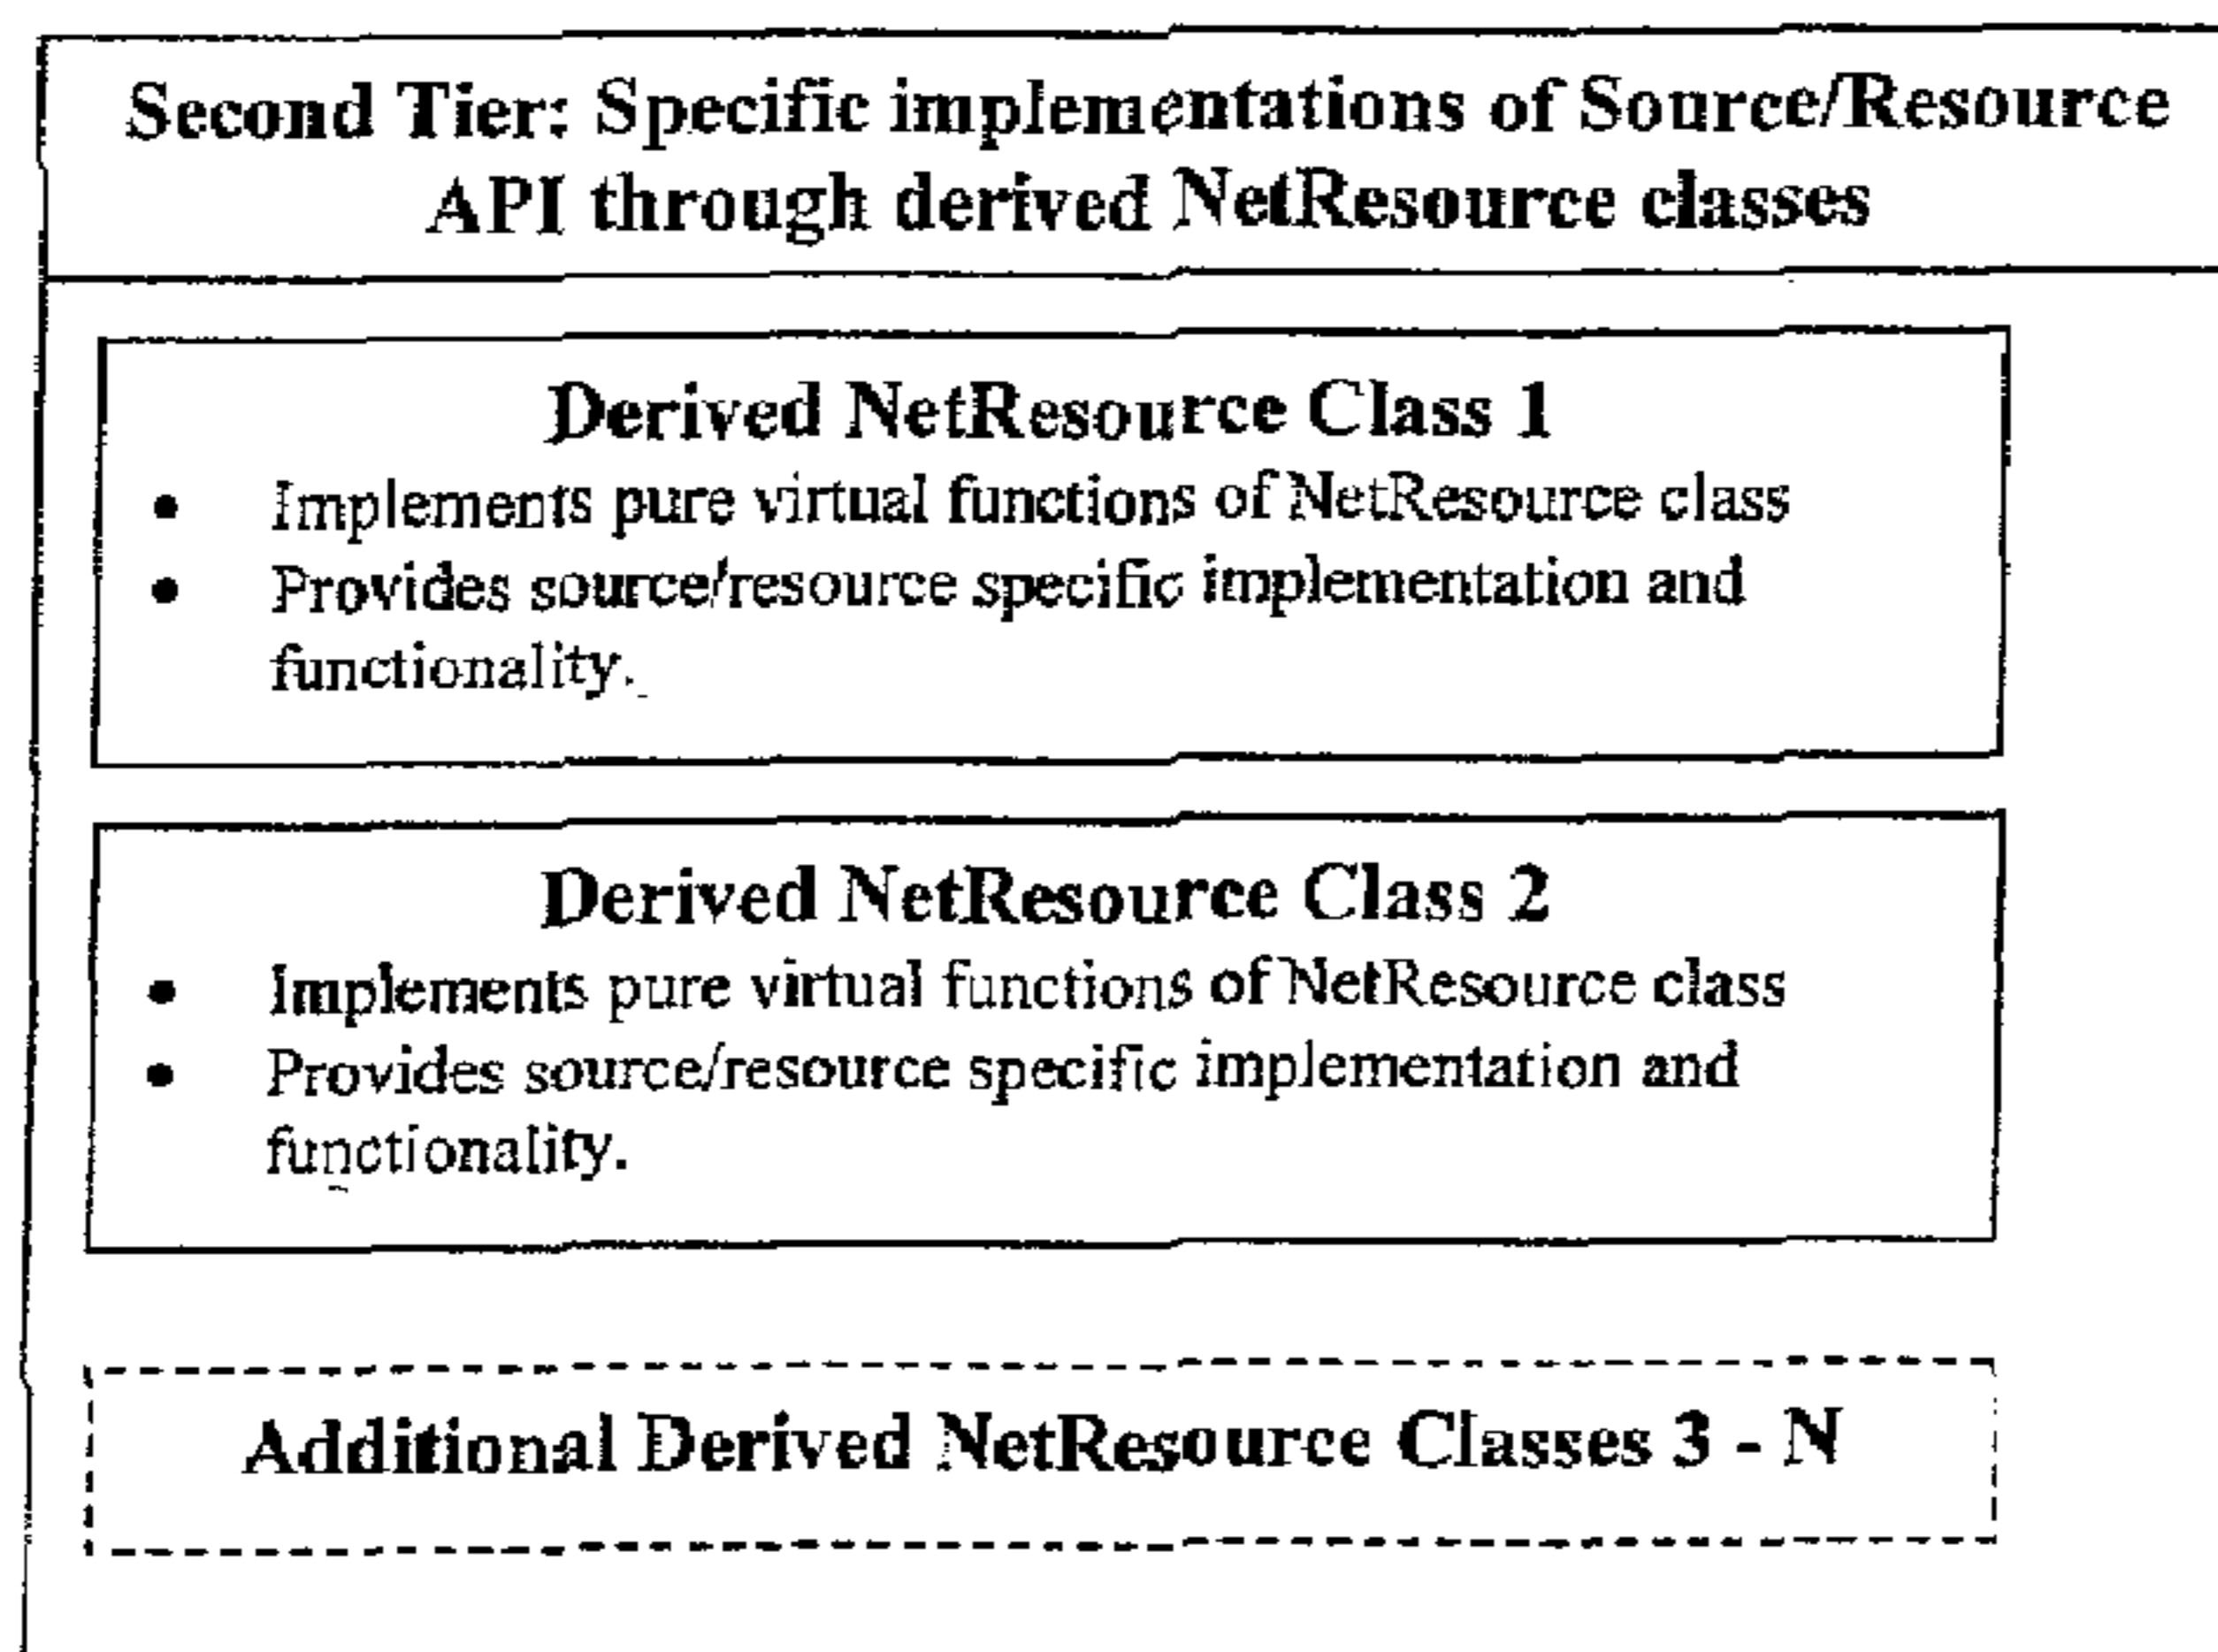 Second Tier: Specific implementations of Source/Resource
API through derived NetResource classes
Derived NetResource Class 1
• Implements pure virtual functions of NetResource class
• Provides source/resource specific implementation and
functionality.
Derived NetResource Class 2
• Implements pure virtual functions of NetResource class
• Provides source/resource specific implementation and
functionality.
Additional Derived NetResource Classes 3 - N